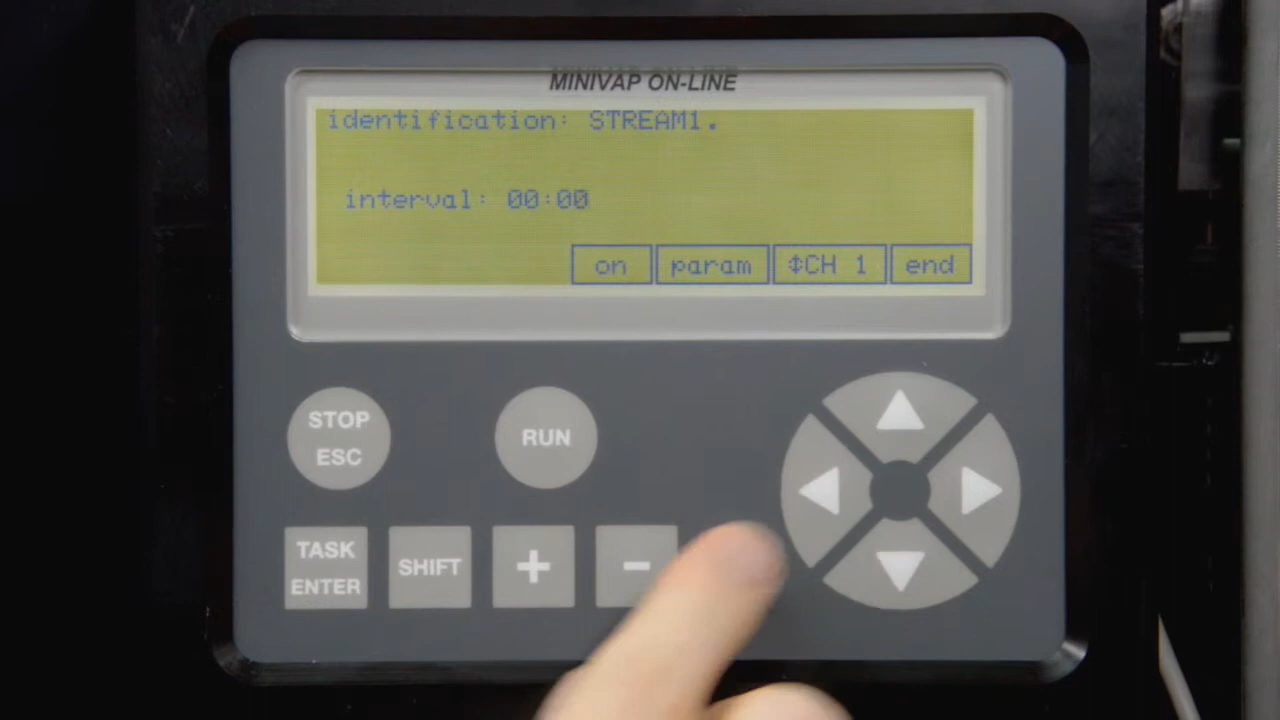 MINIVAP ON-LINE
identification: STREAM1.
interval: 00:00
on param ↕CH 1 end
STOP
ESC
RUN
TASK
ENTER
SHIFT
+
-